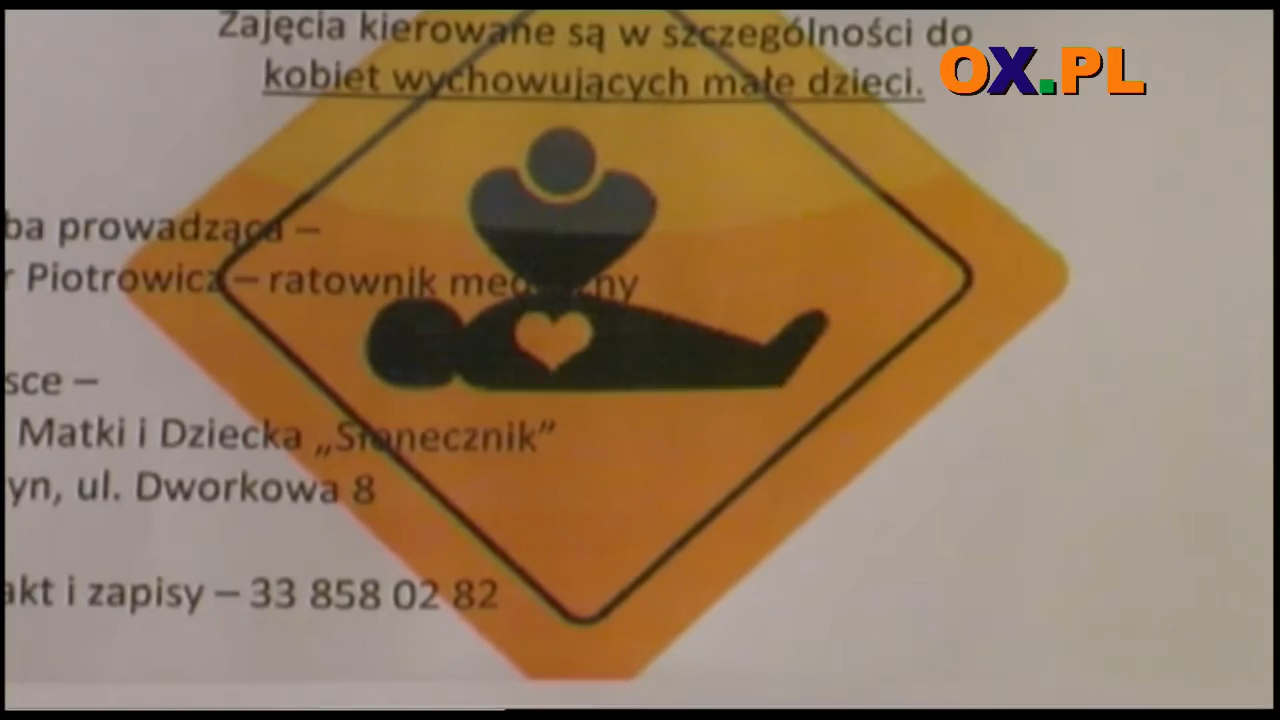 Zajęcia kierowane są w szczególności do
OX.PL
kobiet wychowujących małe dzieci.
ba prowadząca –
r Piotrowicz – ratownik medyczny
sce –
Matki i Dziecka „Słonecznik”
yn, ul. Dworkowa 8
akt i zapisy – 33 858 02 82